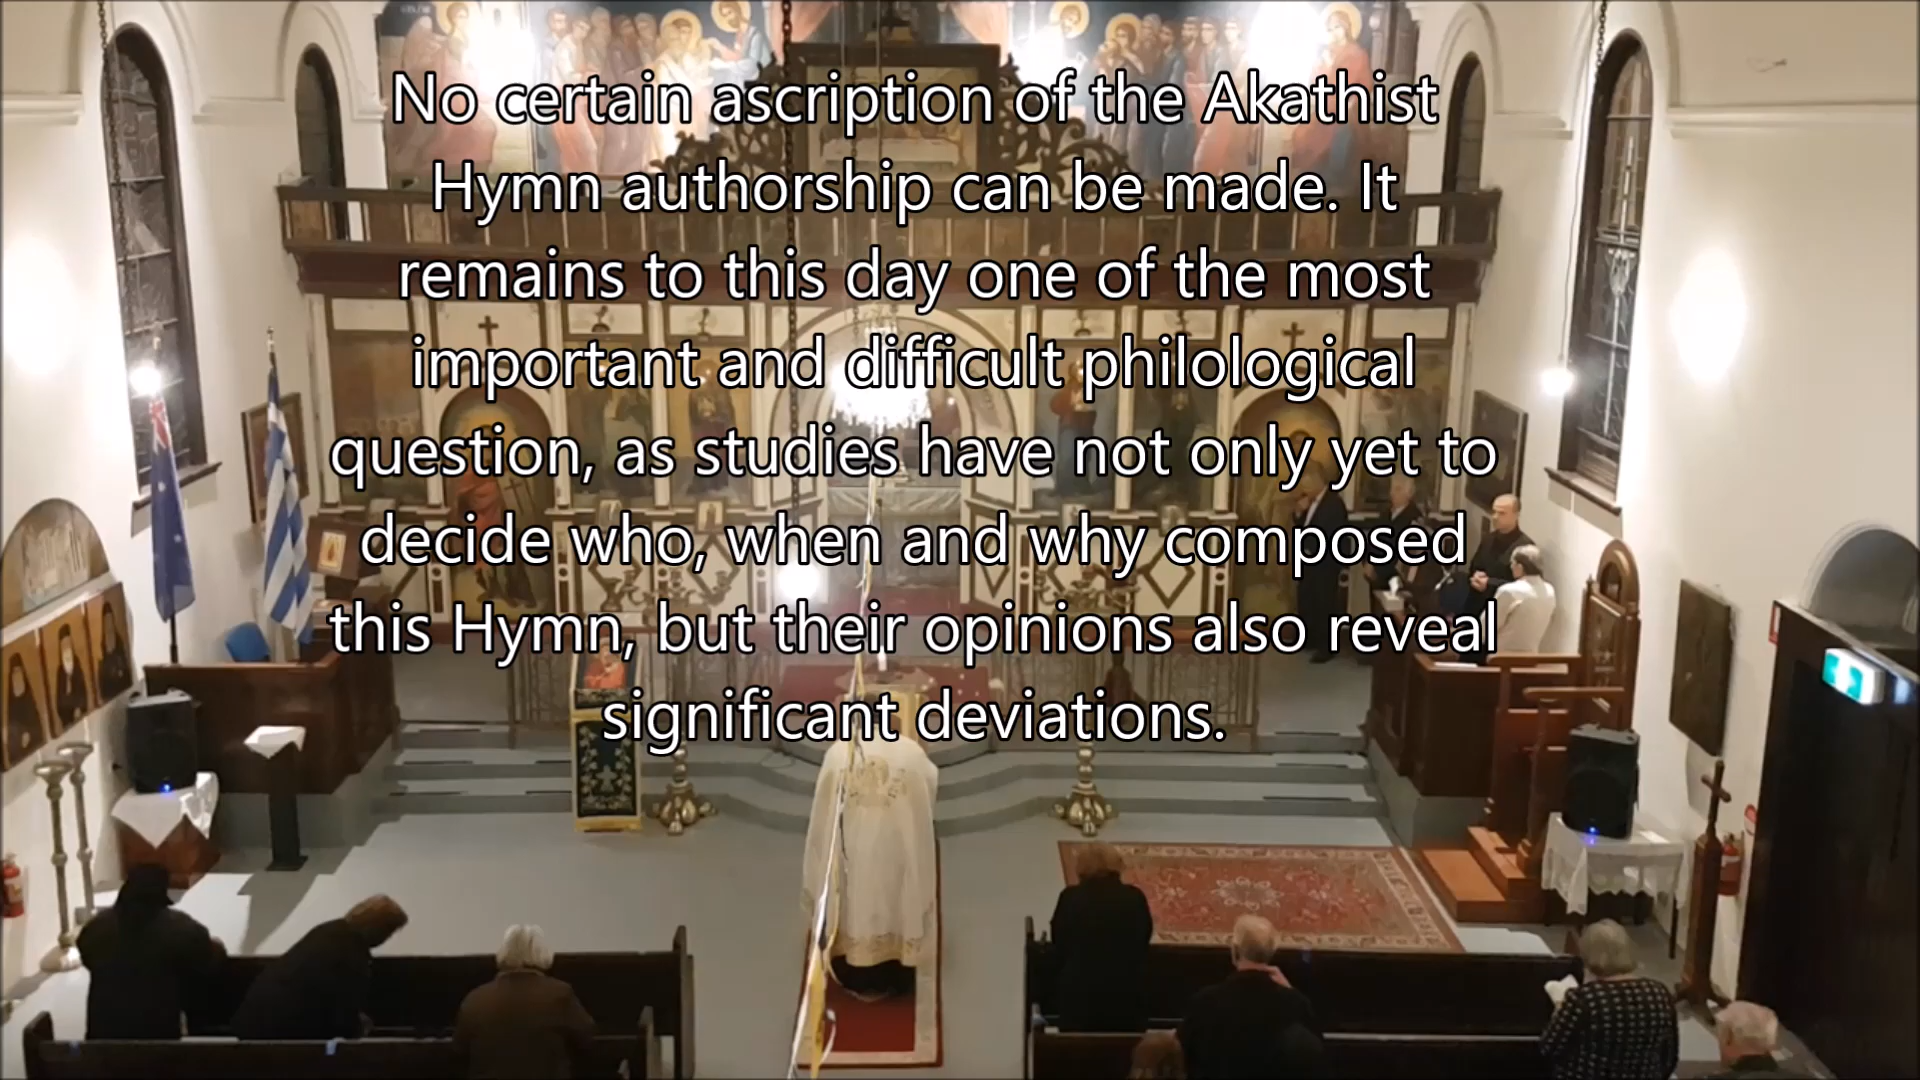 No certain ascription of the Akathist
Hymn authorship can be made. It
remains to this day one of the most
important and difficult philological
question, as studies have not only yet to
decide who, when and why composed
this Hymn, but their opinions also reveal
significant deviations.